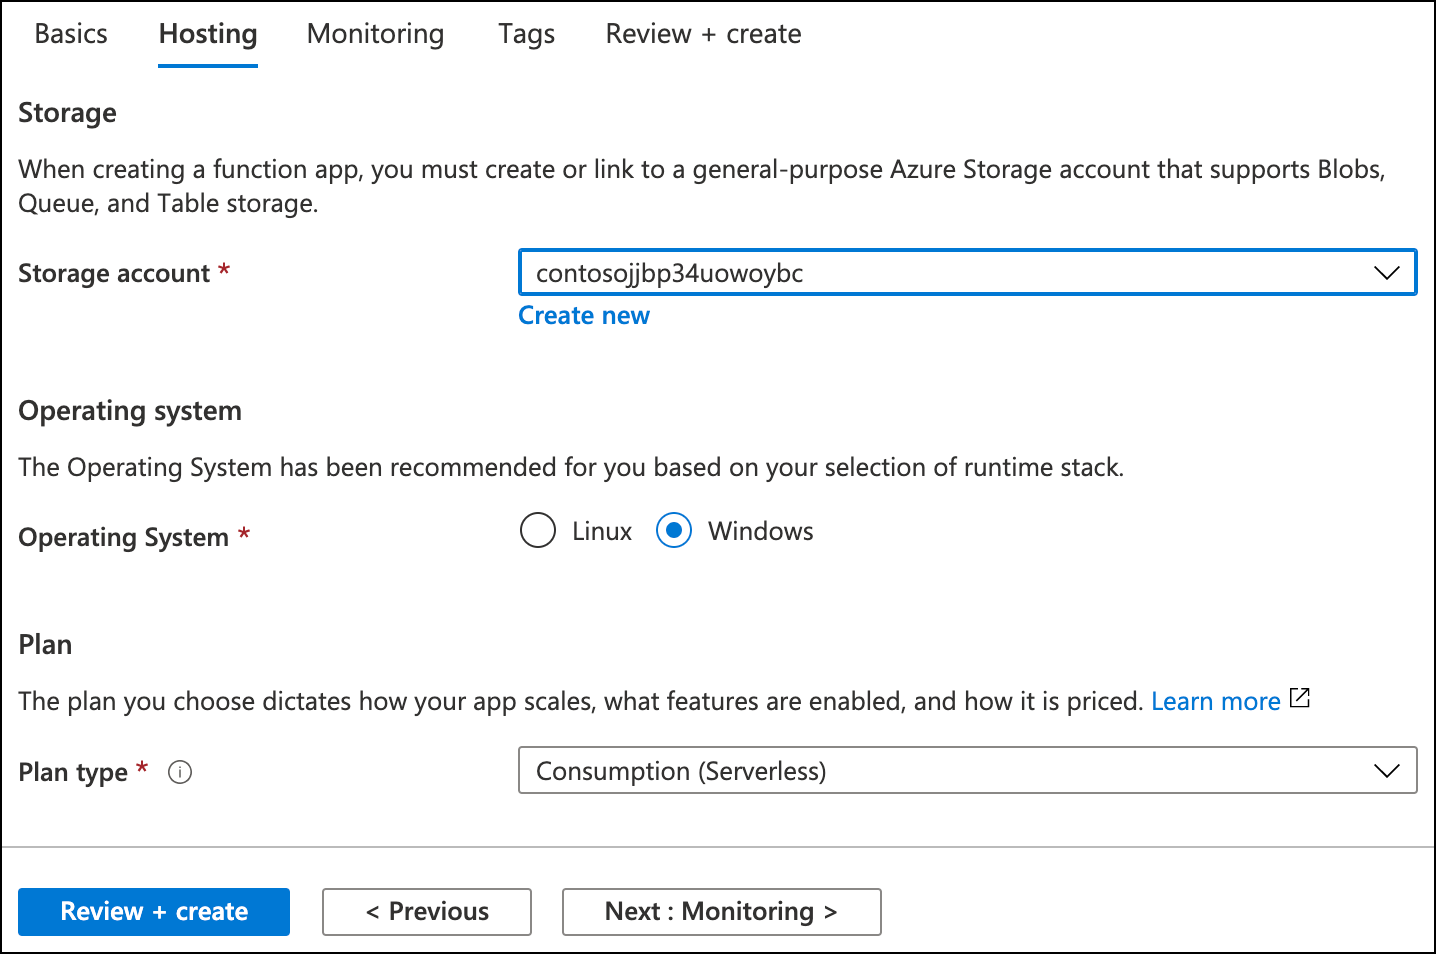 Basics Hosting Monitoring Tags Review + create
Storage
When creating a function app, you must create or link to a general-purpose Azure Storage account that supports Blobs,
Queue, and Table storage.
Storage account * contosojjbp34uowoybc
Create new
Operating system
The Operating System has been recommended for you based on your selection of runtime stack.
Operating System * Linux Windows
Plan
The plan you choose dictates how your app scales, what features are enabled, and how it is priced. Learn more
Plan type * Consumption (Serverless)
Review + create < Previous Next : Monitoring >